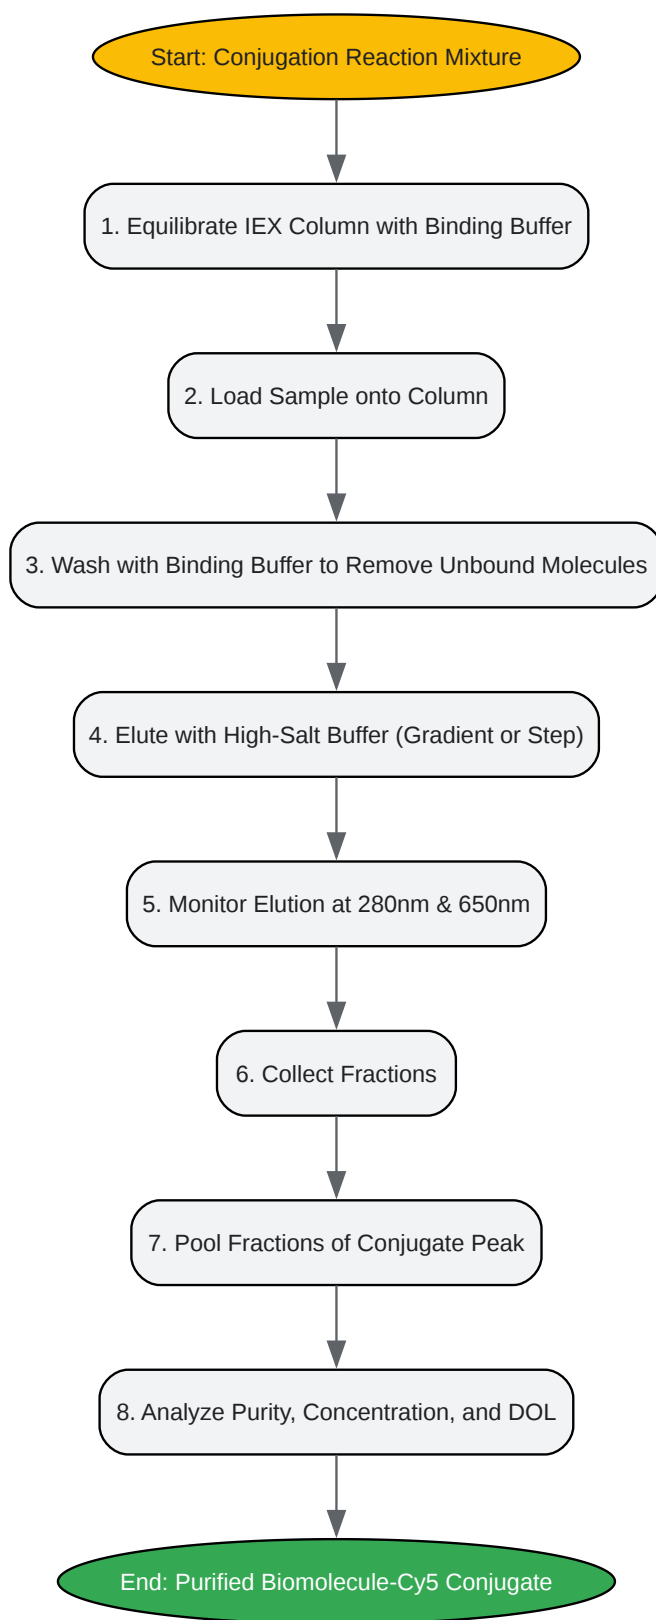 Start: Conjugation Reaction Mixture
1. Equilibrate IEX Column with Binding Buffer
2. Load Sample onto Column
3. Wash with Binding Buffer to Remove Unbound Molecules
4. Elute with High-Salt Buffer (Gradient or Step)
5. Monitor Elution at 280nm & 650nm
6. Collect Fractions
7. Pool Fractions of Conjugate Peak
8. Analyze Purity, Concentration, and DOL
End: Purified Biomolecule-Cy5 Conjugate